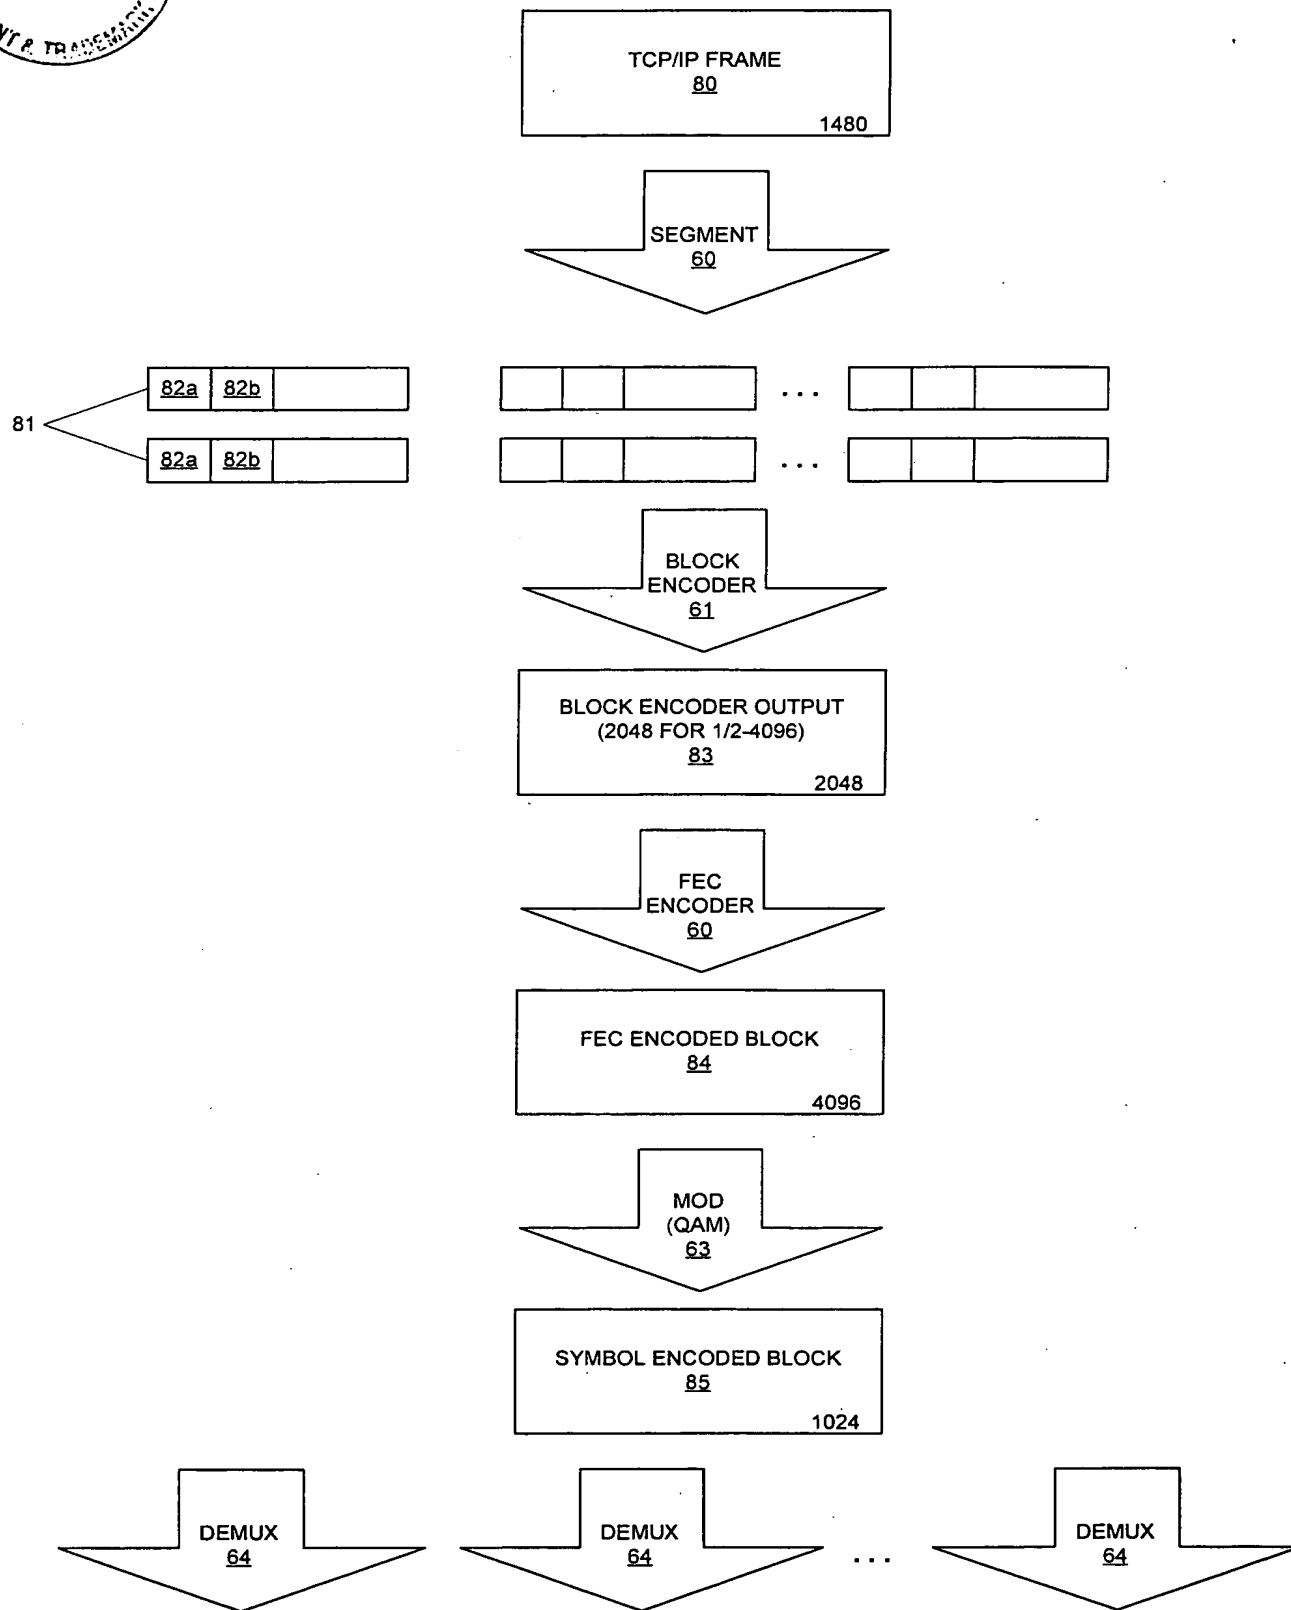 NT & TRADEMARK
TCP/IP FRAME
80
1480
SEGMENT
60
82a 82b
81
82a 82b
...
...
BLOCK
ENCODER
61
BLOCK ENCODER OUTPUT
(2048 FOR 1/2-4096)
83
2048
FEC
ENCODER
60
FEC ENCODED BLOCK
84
4096
MOD
(QAM)
63
SYMBOL ENCODED BLOCK
85
1024
DEMUX
64
DEMUX
64
...
DEMUX
64